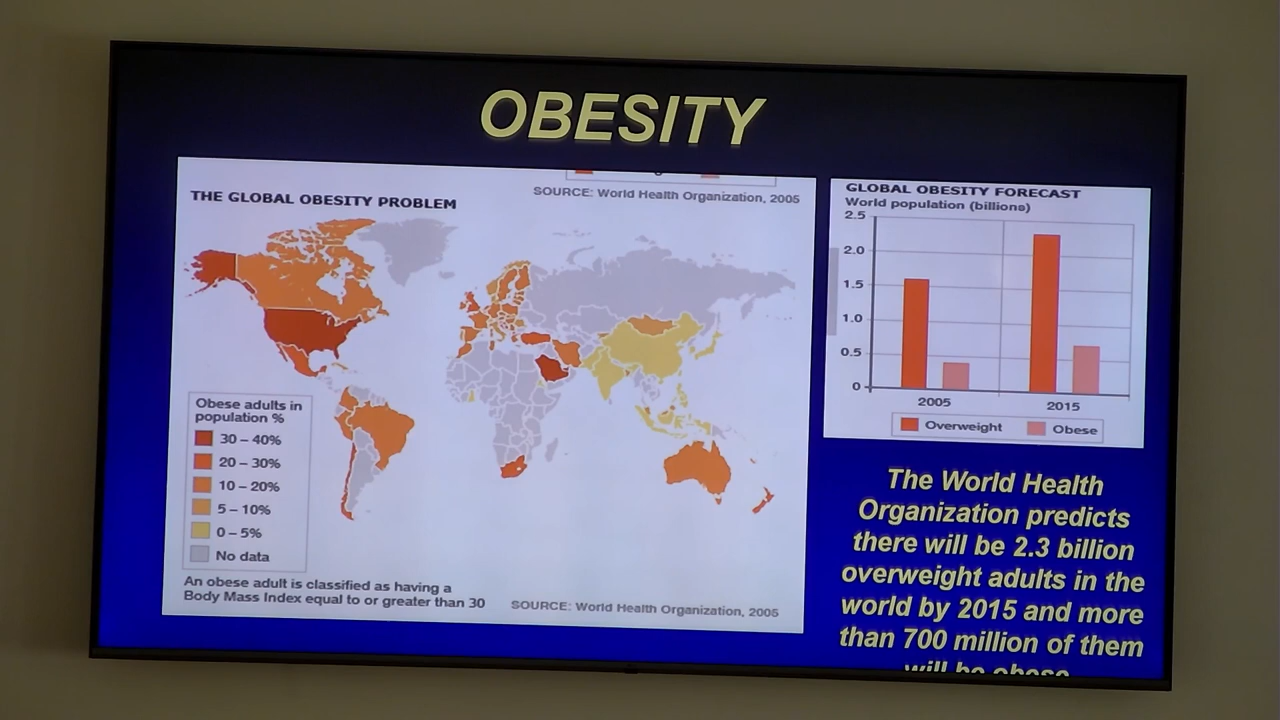 OBESITY
SOURCE: World Health Organization, 2005
THE GLOBAL OBESITY PROBLEM
Obese adults in
population %
30 – 40%
20 – 30%
10 – 20%
5 – 10%
0 – 5%
No data
An obese adult is classified as having a
Body Mass Index equal to or greater than 30
SOURCE: World Health Organization, 2005
GLOBAL OBESITY FORECAST
World population (billions)
2.5
2.0
1.5
1.0
0.5
0
2005 2015
Overweight Obese
The World Health
Organization predicts
there will be 2.3 billion
overweight adults in the
world by 2015 and more
than 700 million of them
will be obese